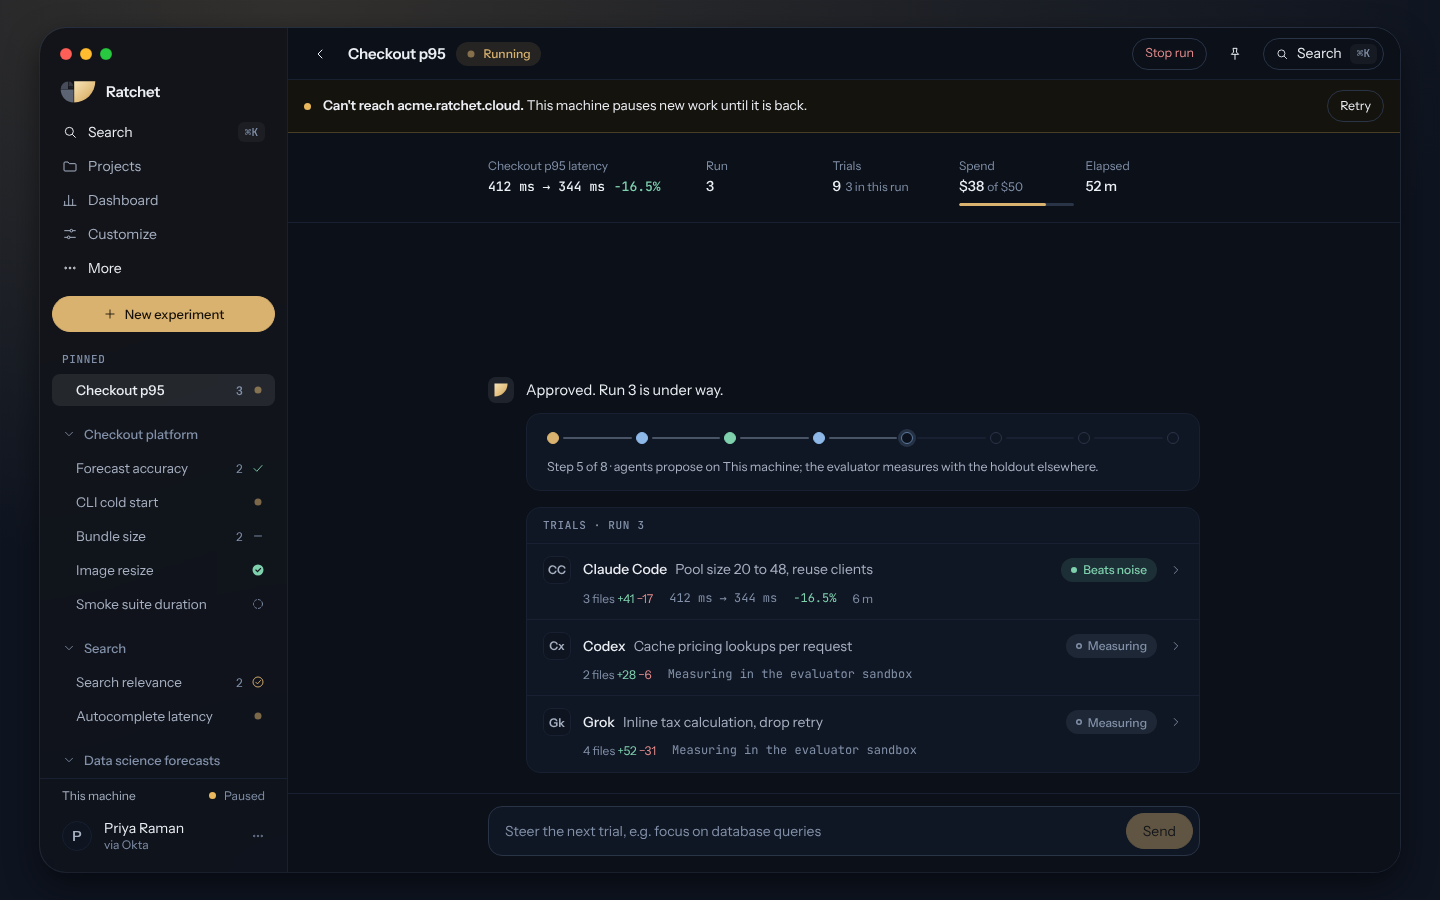 Ratchet
Search ⌘K
Projects
Dashboard
Customize
More
New experiment
PINNED
Checkout p95 3
Checkout platform
Forecast accuracy 2
CLI cold start
Bundle size 2
Image resize
Smoke suite duration
Search
Search relevance 2
Autocomplete latency
Data science forecasts
This machine Paused
P Priya Raman
via Okta
Checkout p95 Running
Stop run
Search ⌘K
Can't reach acme.ratchet.cloud. This machine pauses new work until it is back.
Retry
Checkout p95 latency
412 ms → 344 ms -16.5%
Run
3
Trials
9 3 in this run
Spend
$38 of $50
Elapsed
52 m
Approved. Run 3 is under way.
Step 5 of 8 · agents propose on This machine; the evaluator measures with the holdout elsewhere.
TRIALS · RUN 3
CC Claude Code Pool size 20 to 48, reuse clients Beats noise
3 files +41 −17 412 ms → 344 ms -16.5% 6 m
Cx Codex Cache pricing lookups per request Measuring
2 files +28 −6 Measuring in the evaluator sandbox
Gk Grok Inline tax calculation, drop retry Measuring
4 files +52 −31 Measuring in the evaluator sandbox
Steer the next trial, e.g. focus on database queries
Send